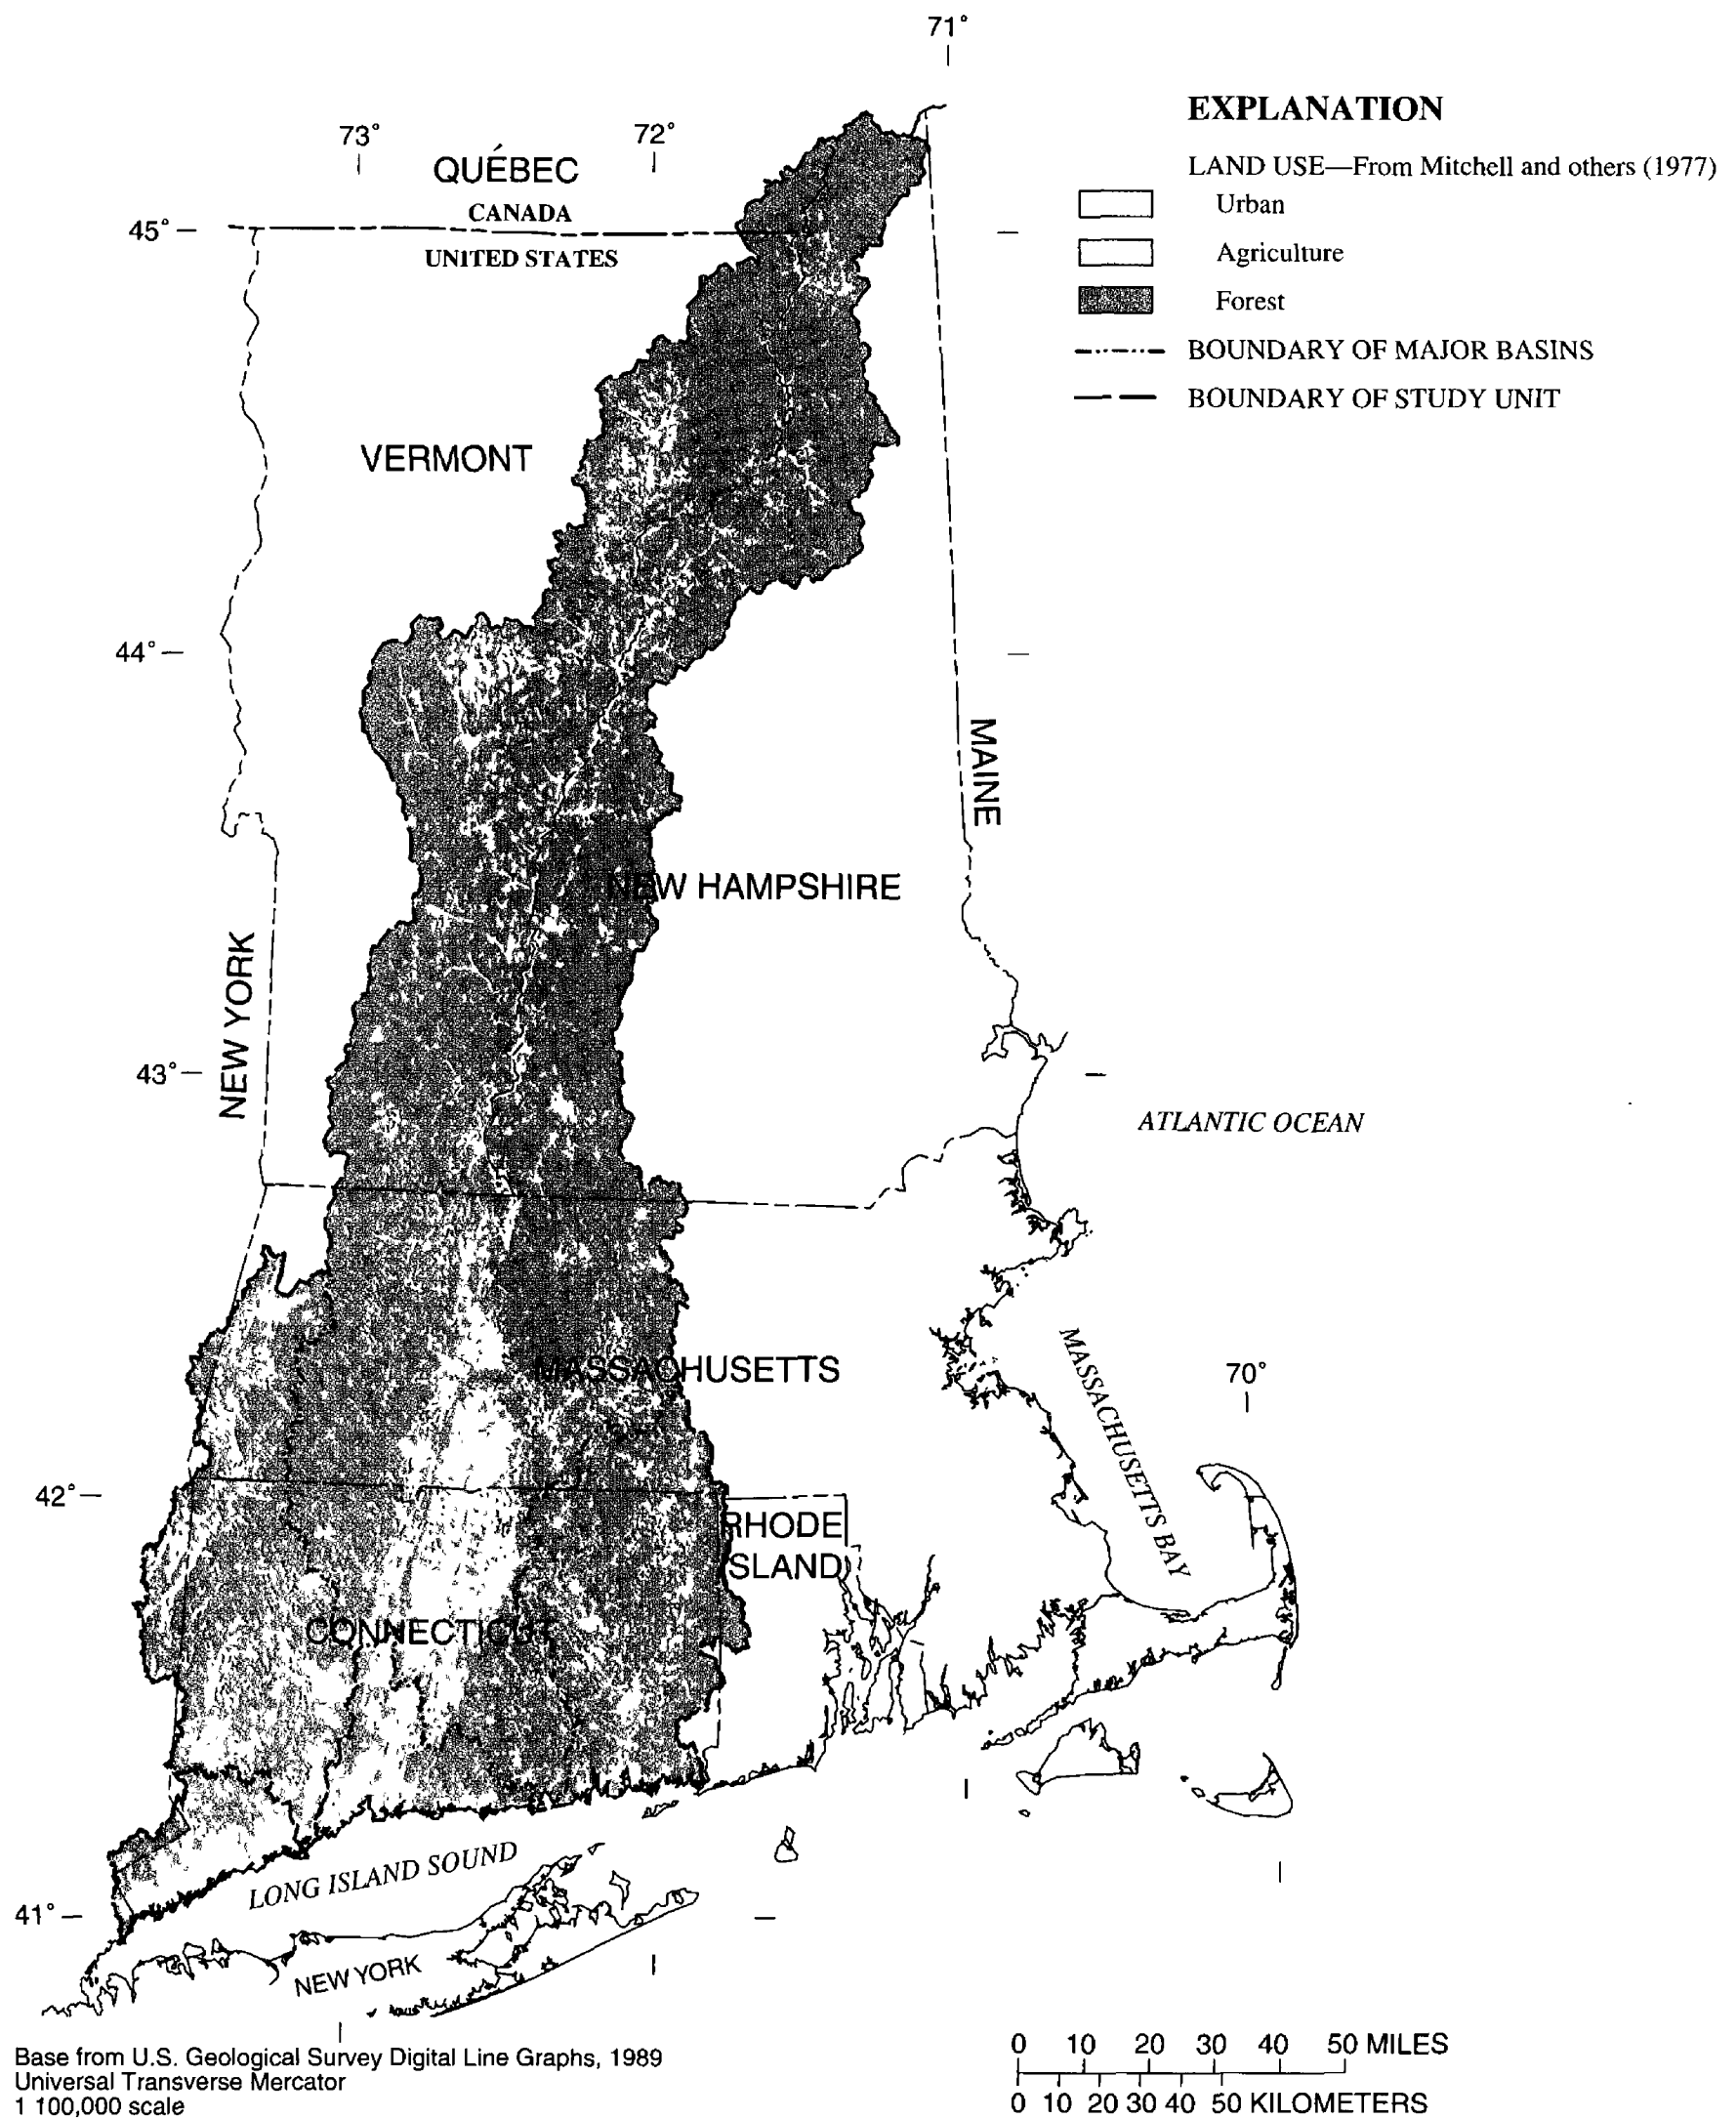 71°
EXPLANATION
73°
72°
LAND USE—From Mitchell and others (1977)
QUÉBEC
Urban
CANADA
45°
UNITED STATES
Agriculture
Forest
BOUNDARY OF MAJOR BASINS
BOUNDARY OF STUDY UNIT
VERMONT
44°
MAINE
NEW HAMPSHIRE
NEW YORK
43°
ATLANTIC OCEAN
MASSACHUSETTS
MASSACHUSETTS BAY
70°
42°
RHODE
ISLAND
CONNECTICUT
LONG ISLAND SOUND
41°
NEW YORK
Base from U.S. Geological Survey Digital Line Graphs, 1989
Universal Transverse Mercator
1 100,000 scale
0 10 20 30 40 50 MILES
0 10 20 30 40 50 KILOMETERS